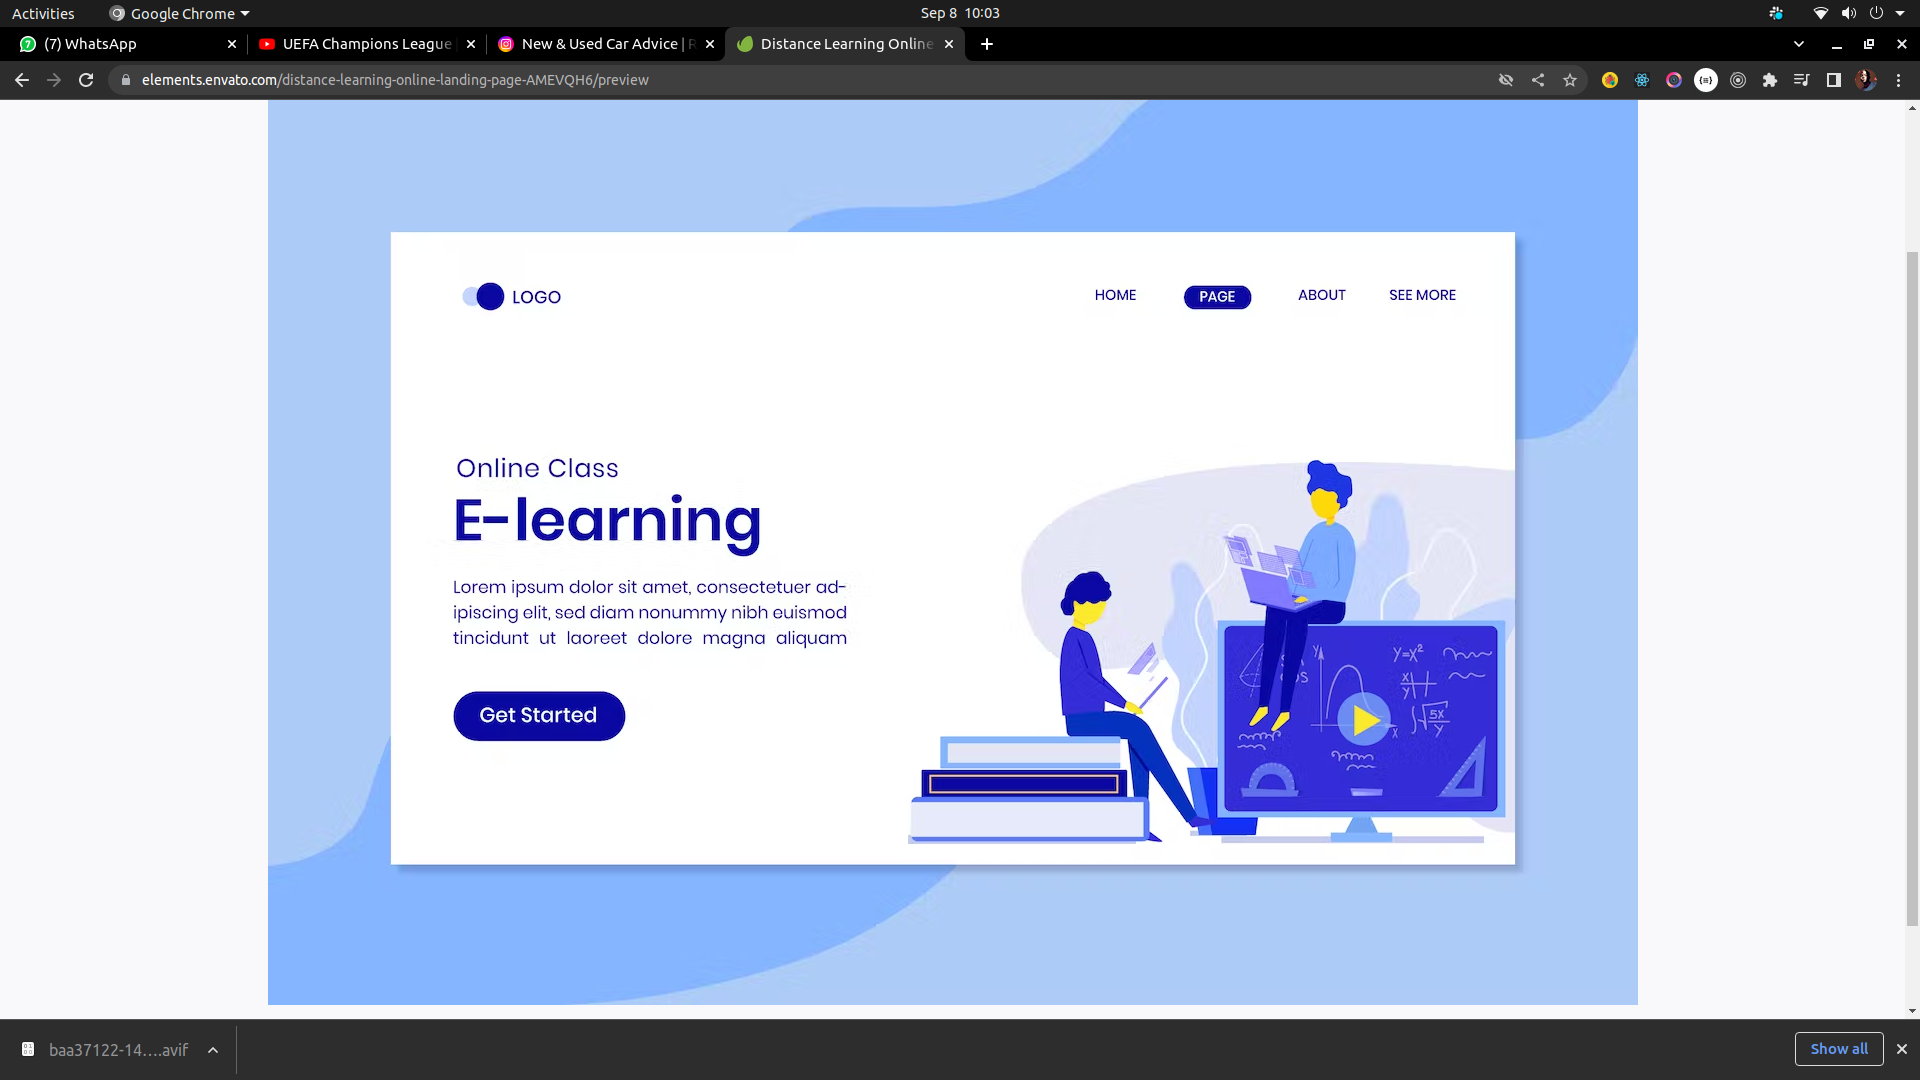 Activities
Google Chrome
Sep 8 10:03
(7) WhatsApp
UEFA Champions League
New & Used Car Advice |
Distance Learning Online
elements.envato.com/distance-learning-online-landing-page-AMEVQH6/preview
LOGO
HOME
PAGE
ABOUT
SEE MORE
Online Class
E-learning
Lorem ipsum dolor sit amet, consectetuer ad-
ipiscing elit, sed diam nonummy nibh euismod
tincidunt ut laoreet dolore magna aliquam
Get Started
Y
Y=X²
X
Y
5X
Y
X
baa37122-14....avif
Show all